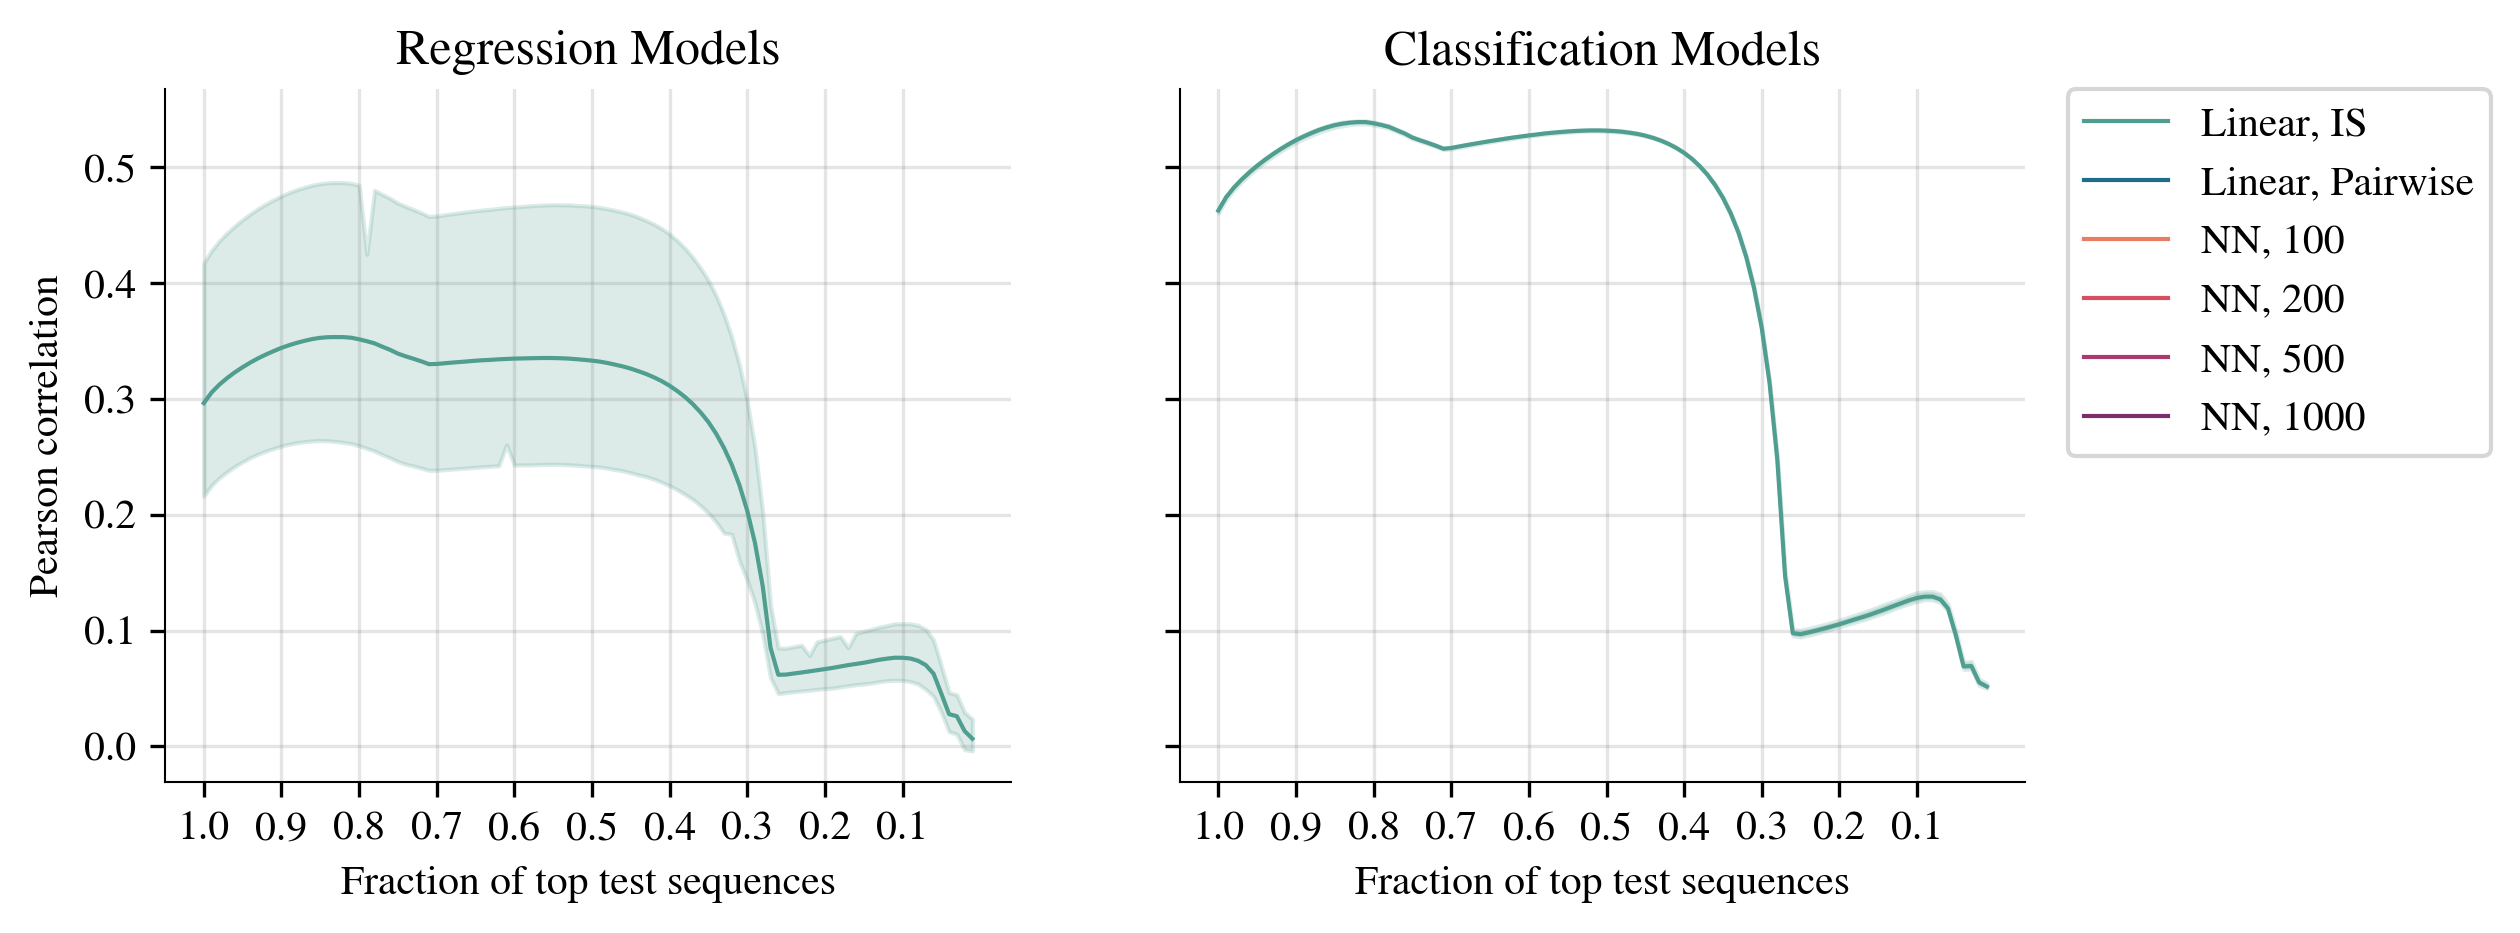 Regression Models
Classification Models
Pearson correlation
0.5
0.4
0.3
0.2
0.1
0.0
1.0 0.9 0.8 0.7 0.6 0.5 0.4 0.3 0.2 0.1
Fraction of top test sequences
1.0 0.9 0.8 0.7 0.6 0.5 0.4 0.3 0.2 0.1
Fraction of top test sequences
Linear, IS
Linear, Pairwise
NN, 100
NN, 200
NN, 500
NN, 1000